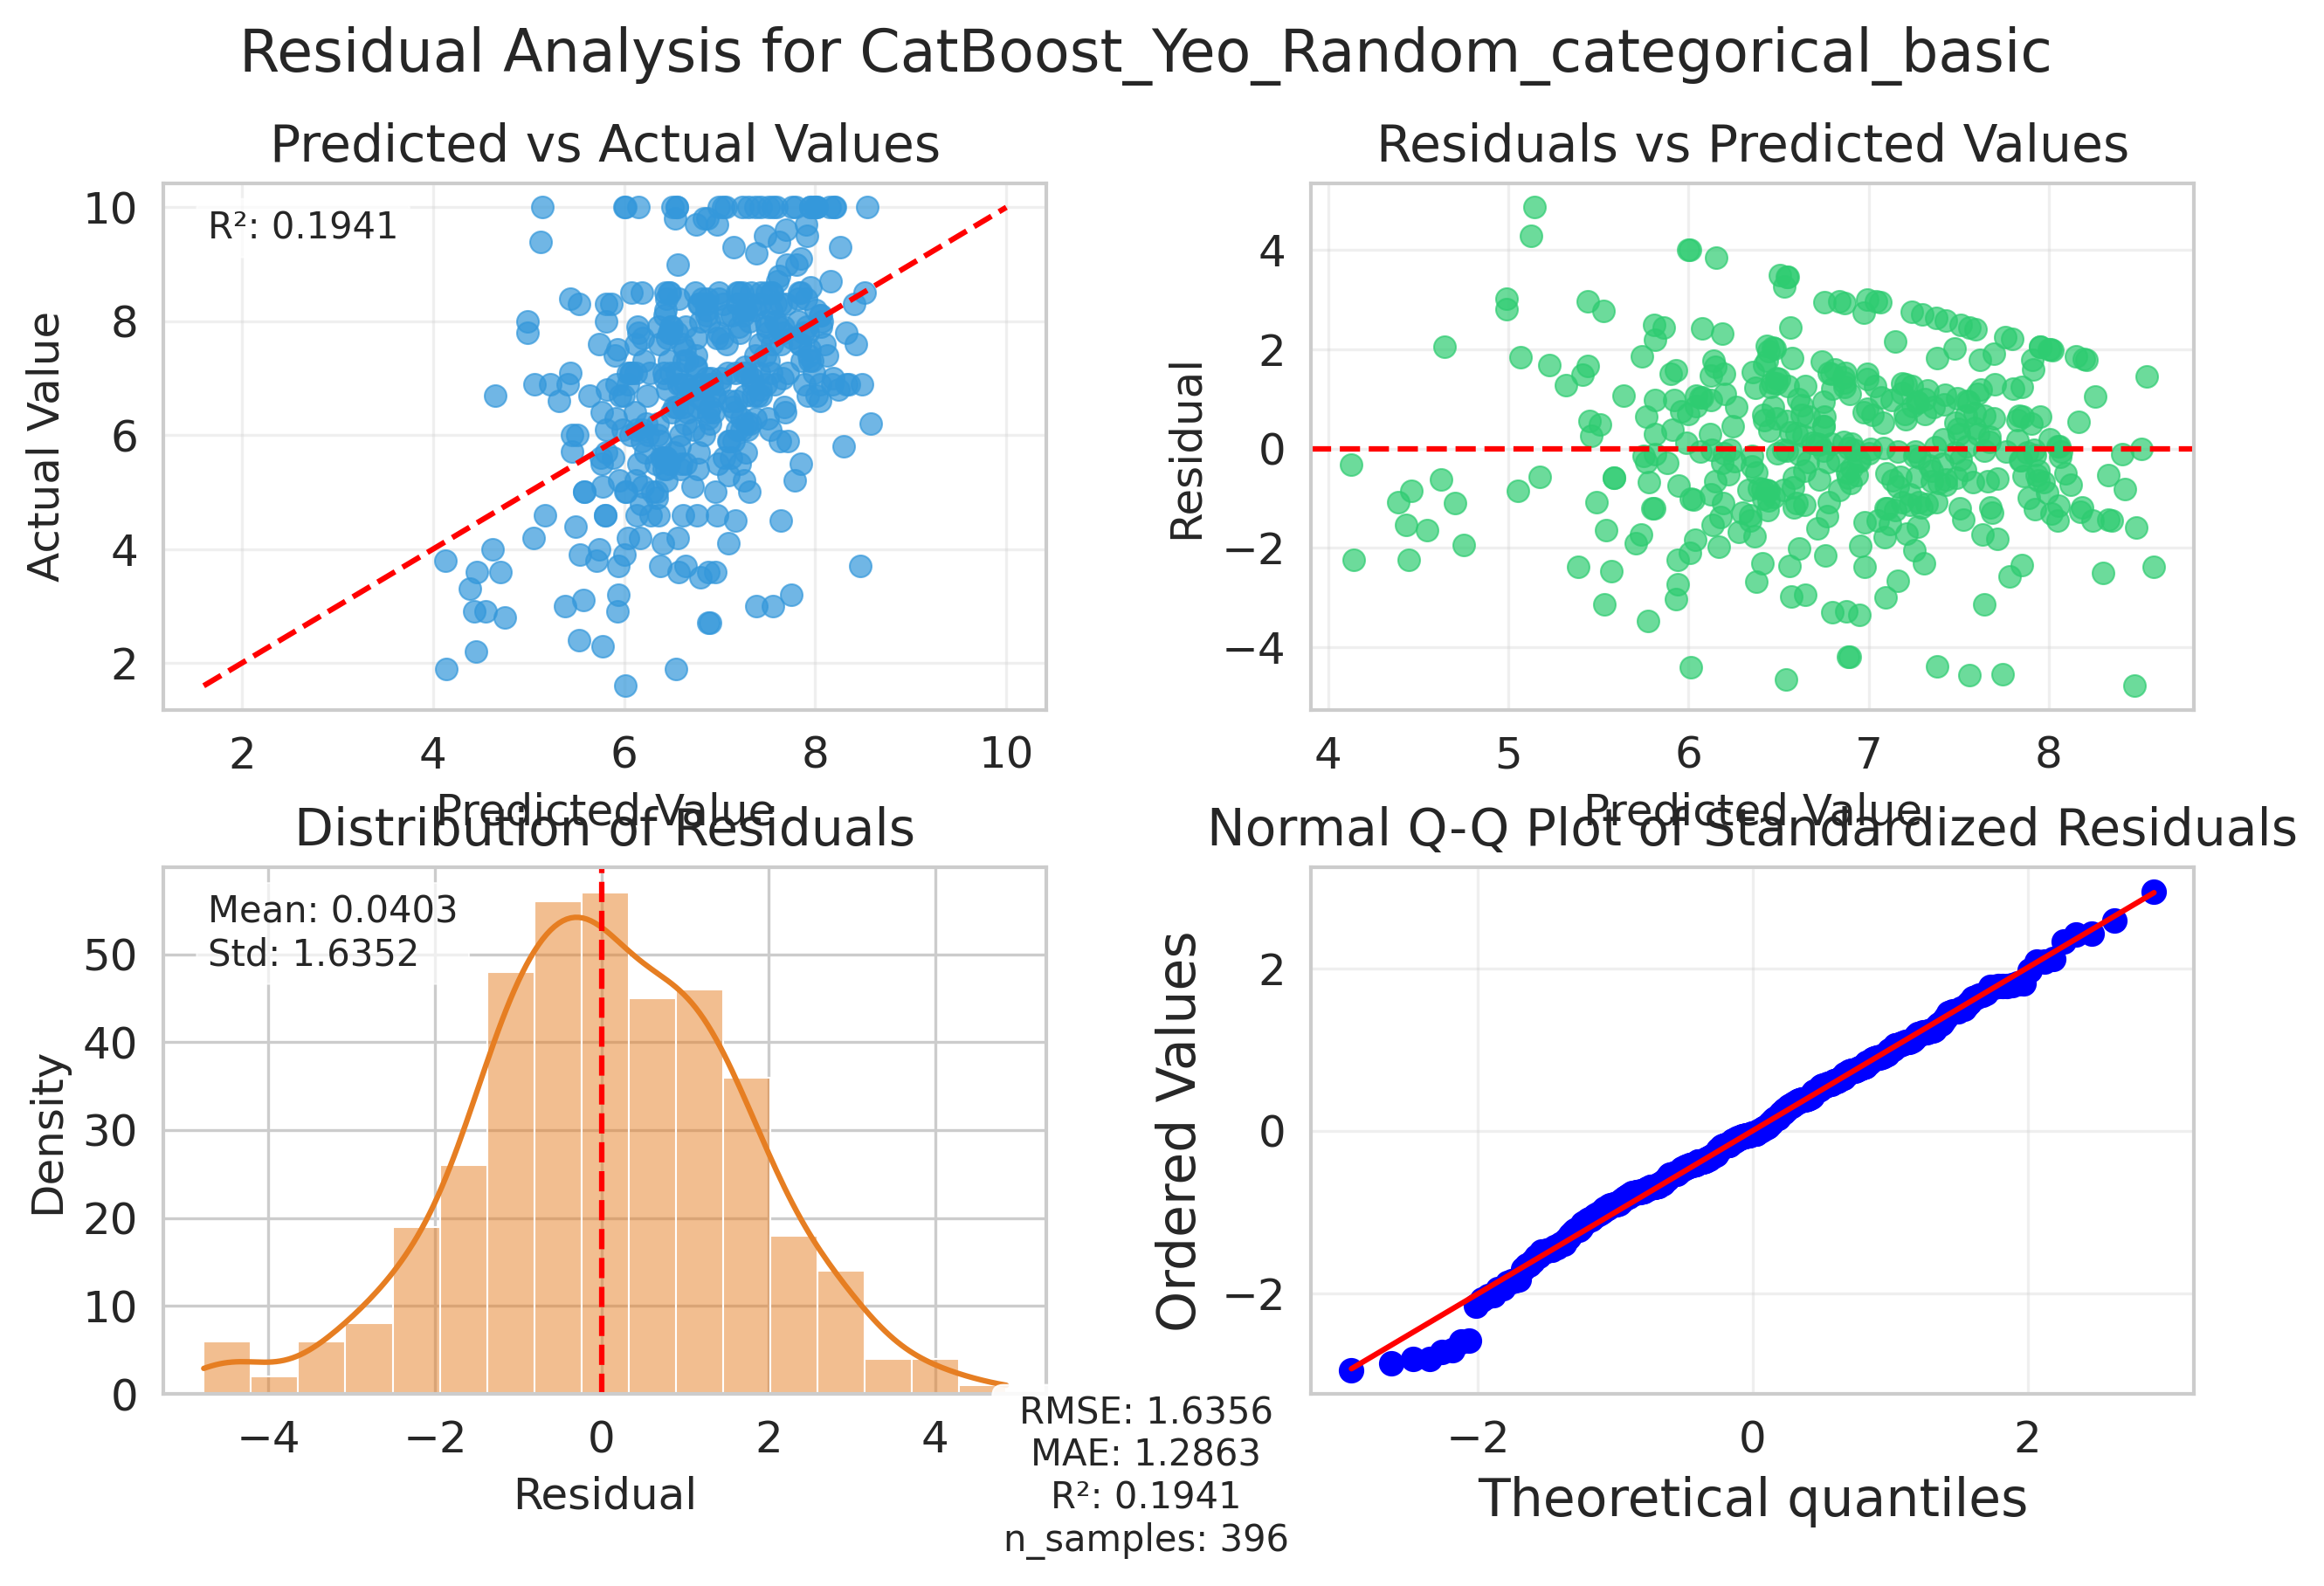 Residual Analysis for CatBoost_Yeo_Random_categorical_basic
Predicted vs Actual Values
R²: 0.1941
Actual Value
10
8
6
4
2
2 4 6 8 10
Predicted Value
Residuals vs Predicted Values
Residual
4
2
0
−2
−4
4 5 6 7 8
Predicted Value
Distribution of Residuals
Mean: 0.0403
Std: 1.6352
Density
50
40
30
20
10
0
−4 −2 0 2 4
Residual
Normal Q-Q Plot of Standardized Residuals
Ordered Values
2
0
−2
−2 0 2
Theoretical quantiles
RMSE: 1.6356
MAE: 1.2863
R²: 0.1941
n_samples: 396